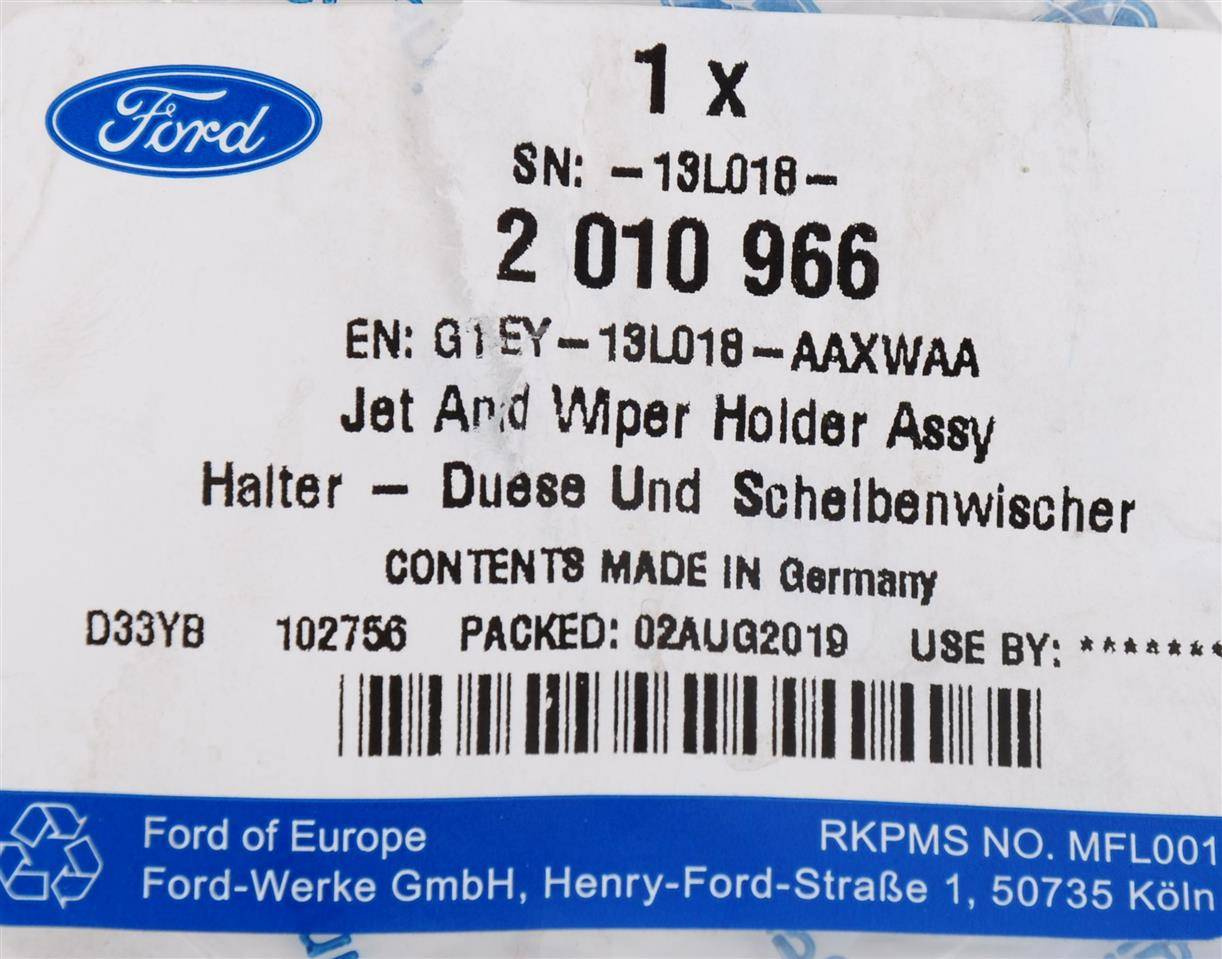 Ford
1 x
SN: -13L018-
2 010 966
EN: G1EY-13L018-AAXWAA
Jet And Wiper Holder Assy
Halter - Duese Und Scheibenwischer
CONTENTS MADE IN Germany
D33YB 102756 PACKED: 02AUG2019 USE BY: *******
Ford of Europe RKPMS NO. MFL001
Ford-Werke GmbH, Henry-Ford-Straße 1, 50735 Köln